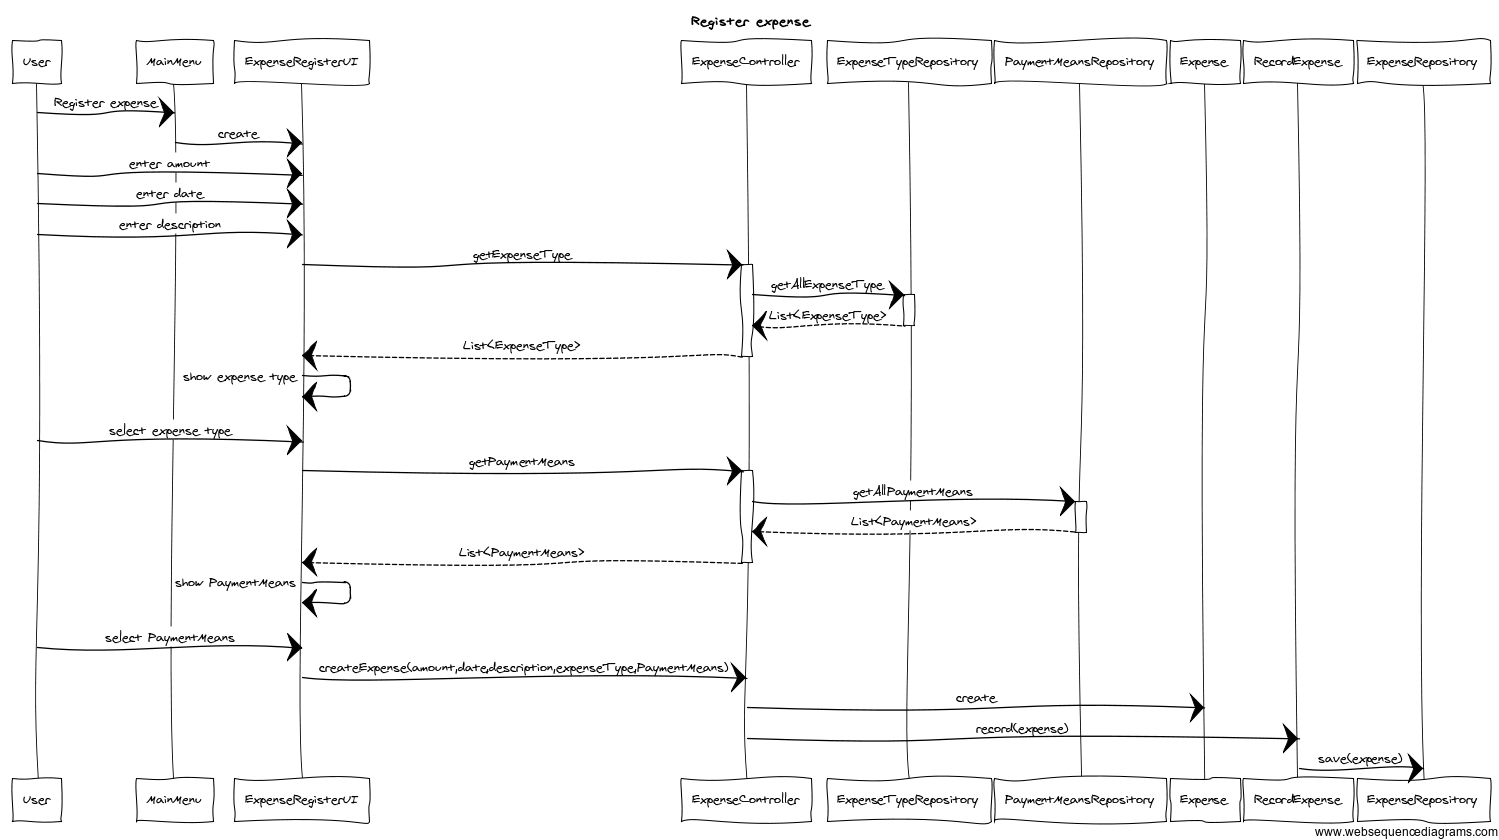 Register expense
User
MainMenu
ExpenseRegisterUI
ExpenseController
ExpenseTypeRepository
PaymentMeansRepository
Expense
RecordExpense
ExpenseRepository
Register expense
create
enter amount
enter date
enter description
getExpenseType
getAllExpenseType
List<ExpenseType>
List<ExpenseType>
show expense type
select expense type
getPaymentMeans
getAllPaymentMeans
List<PaymentMeans>
List<PaymentMeans>
show PaymentMeans
select PaymentMeans
createExpense(amount,date,description,expenseType,PaymentMeans)
create
record(expense)
save(expense)
User
MainMenu
ExpenseRegisterUI
ExpenseController
ExpenseTypeRepository
PaymentMeansRepository
Expense
RecordExpense
ExpenseRepository
www.websequencediagrams.com